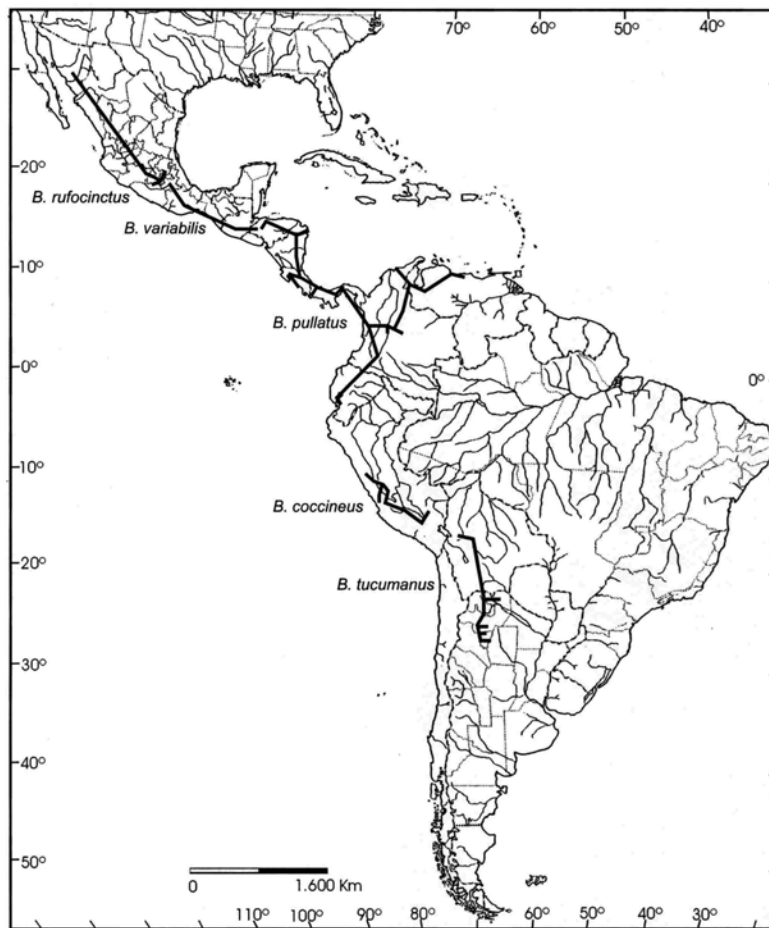 70° 60° 50° 40°
20°
B. rufocinctus
B. variabilis
10°
B. pullatus
0° 0°
10°
B. coccineus
20°
B. tucumanus
30°
40°
50°
0 1.600 Km
110° 100° 90° 80° 70° 60° 50° 40° 30°